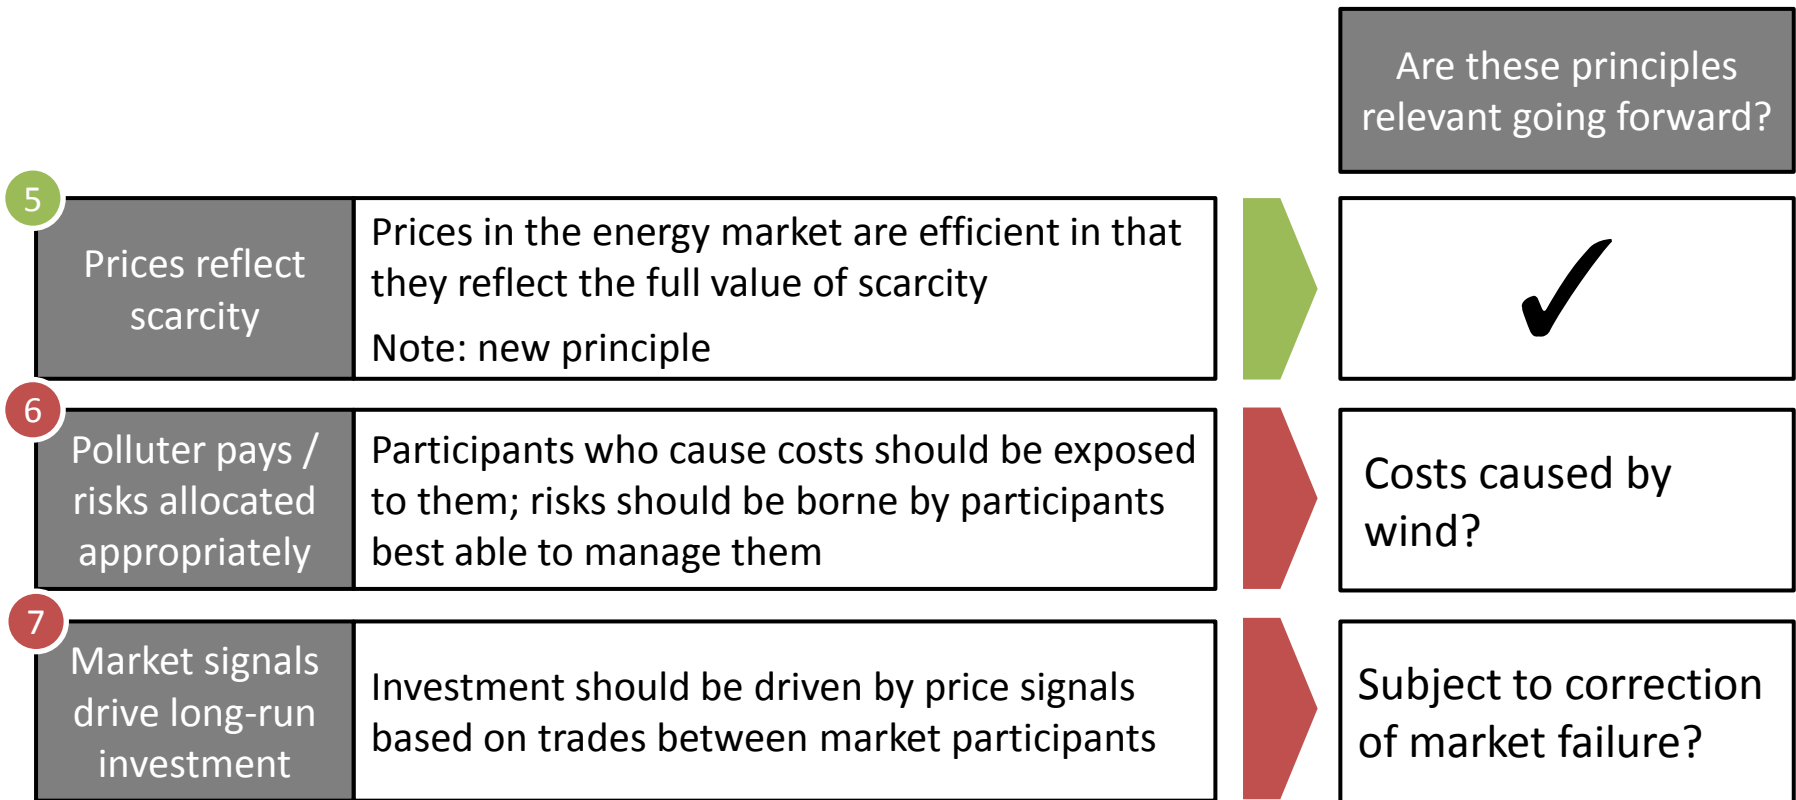 Are these principles
relevant going forward?
5
Prices reflect
scarcity
Prices in the energy market are efficient in that
they reflect the full value of scarcity
Note: new principle
✓
6
Polluter pays /
risks allocated
appropriately
Participants who cause costs should be exposed
to them; risks should be borne by participants
best able to manage them
Costs caused by
wind?
7
Market signals
drive long-run
investment
Investment should be driven by price signals
based on trades between market participants
Subject to correction
of market failure?